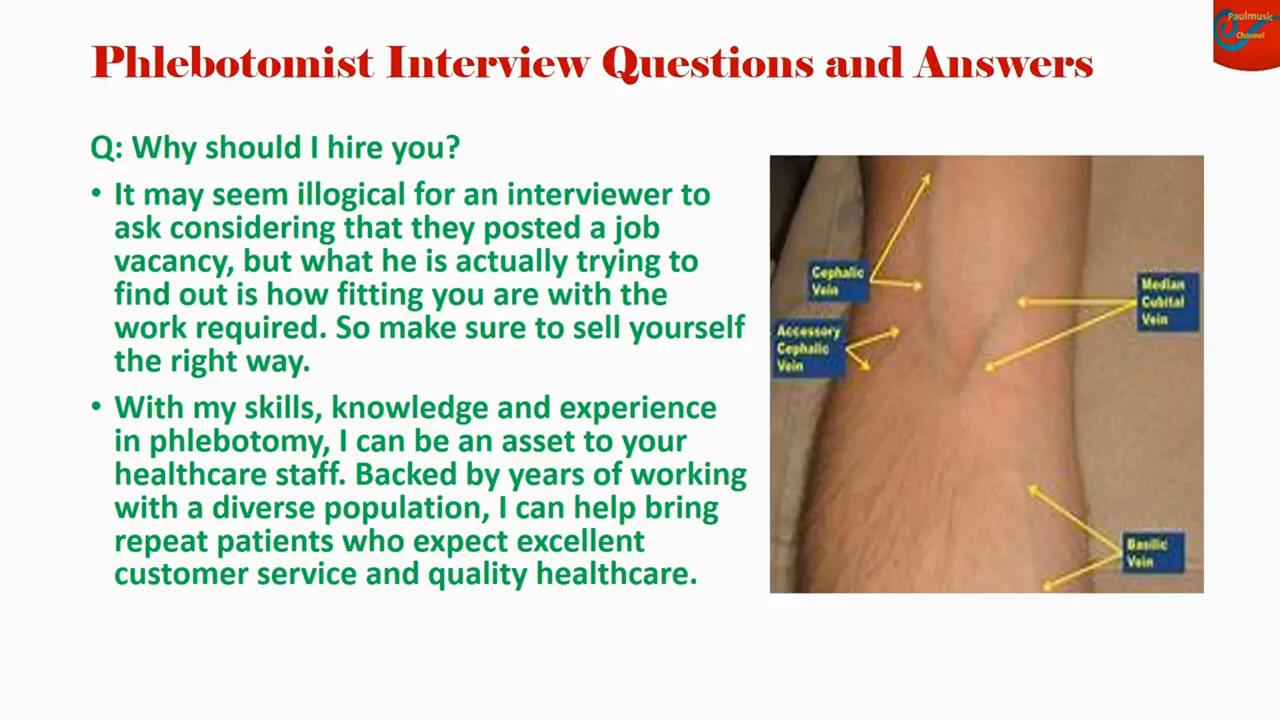 Paulmusic
Channel
Phlebotomist Interview Questions and Answers
Q: Why should I hire you?
• It may seem illogical for an interviewer to
ask considering that they posted a job
vacancy, but what he is actually trying to
find out is how fitting you are with the
work required. So make sure to sell yourself
the right way.
• With my skills, knowledge and experience
in phlebotomy, I can be an asset to your
healthcare staff. Backed by years of working
with a diverse population, I can help bring
repeat patients who expect excellent
customer service and quality healthcare.
Cephalic
Vein
Accessory
Cephalic
Vein
Median
Cubital
Vein
Basilic
Vein